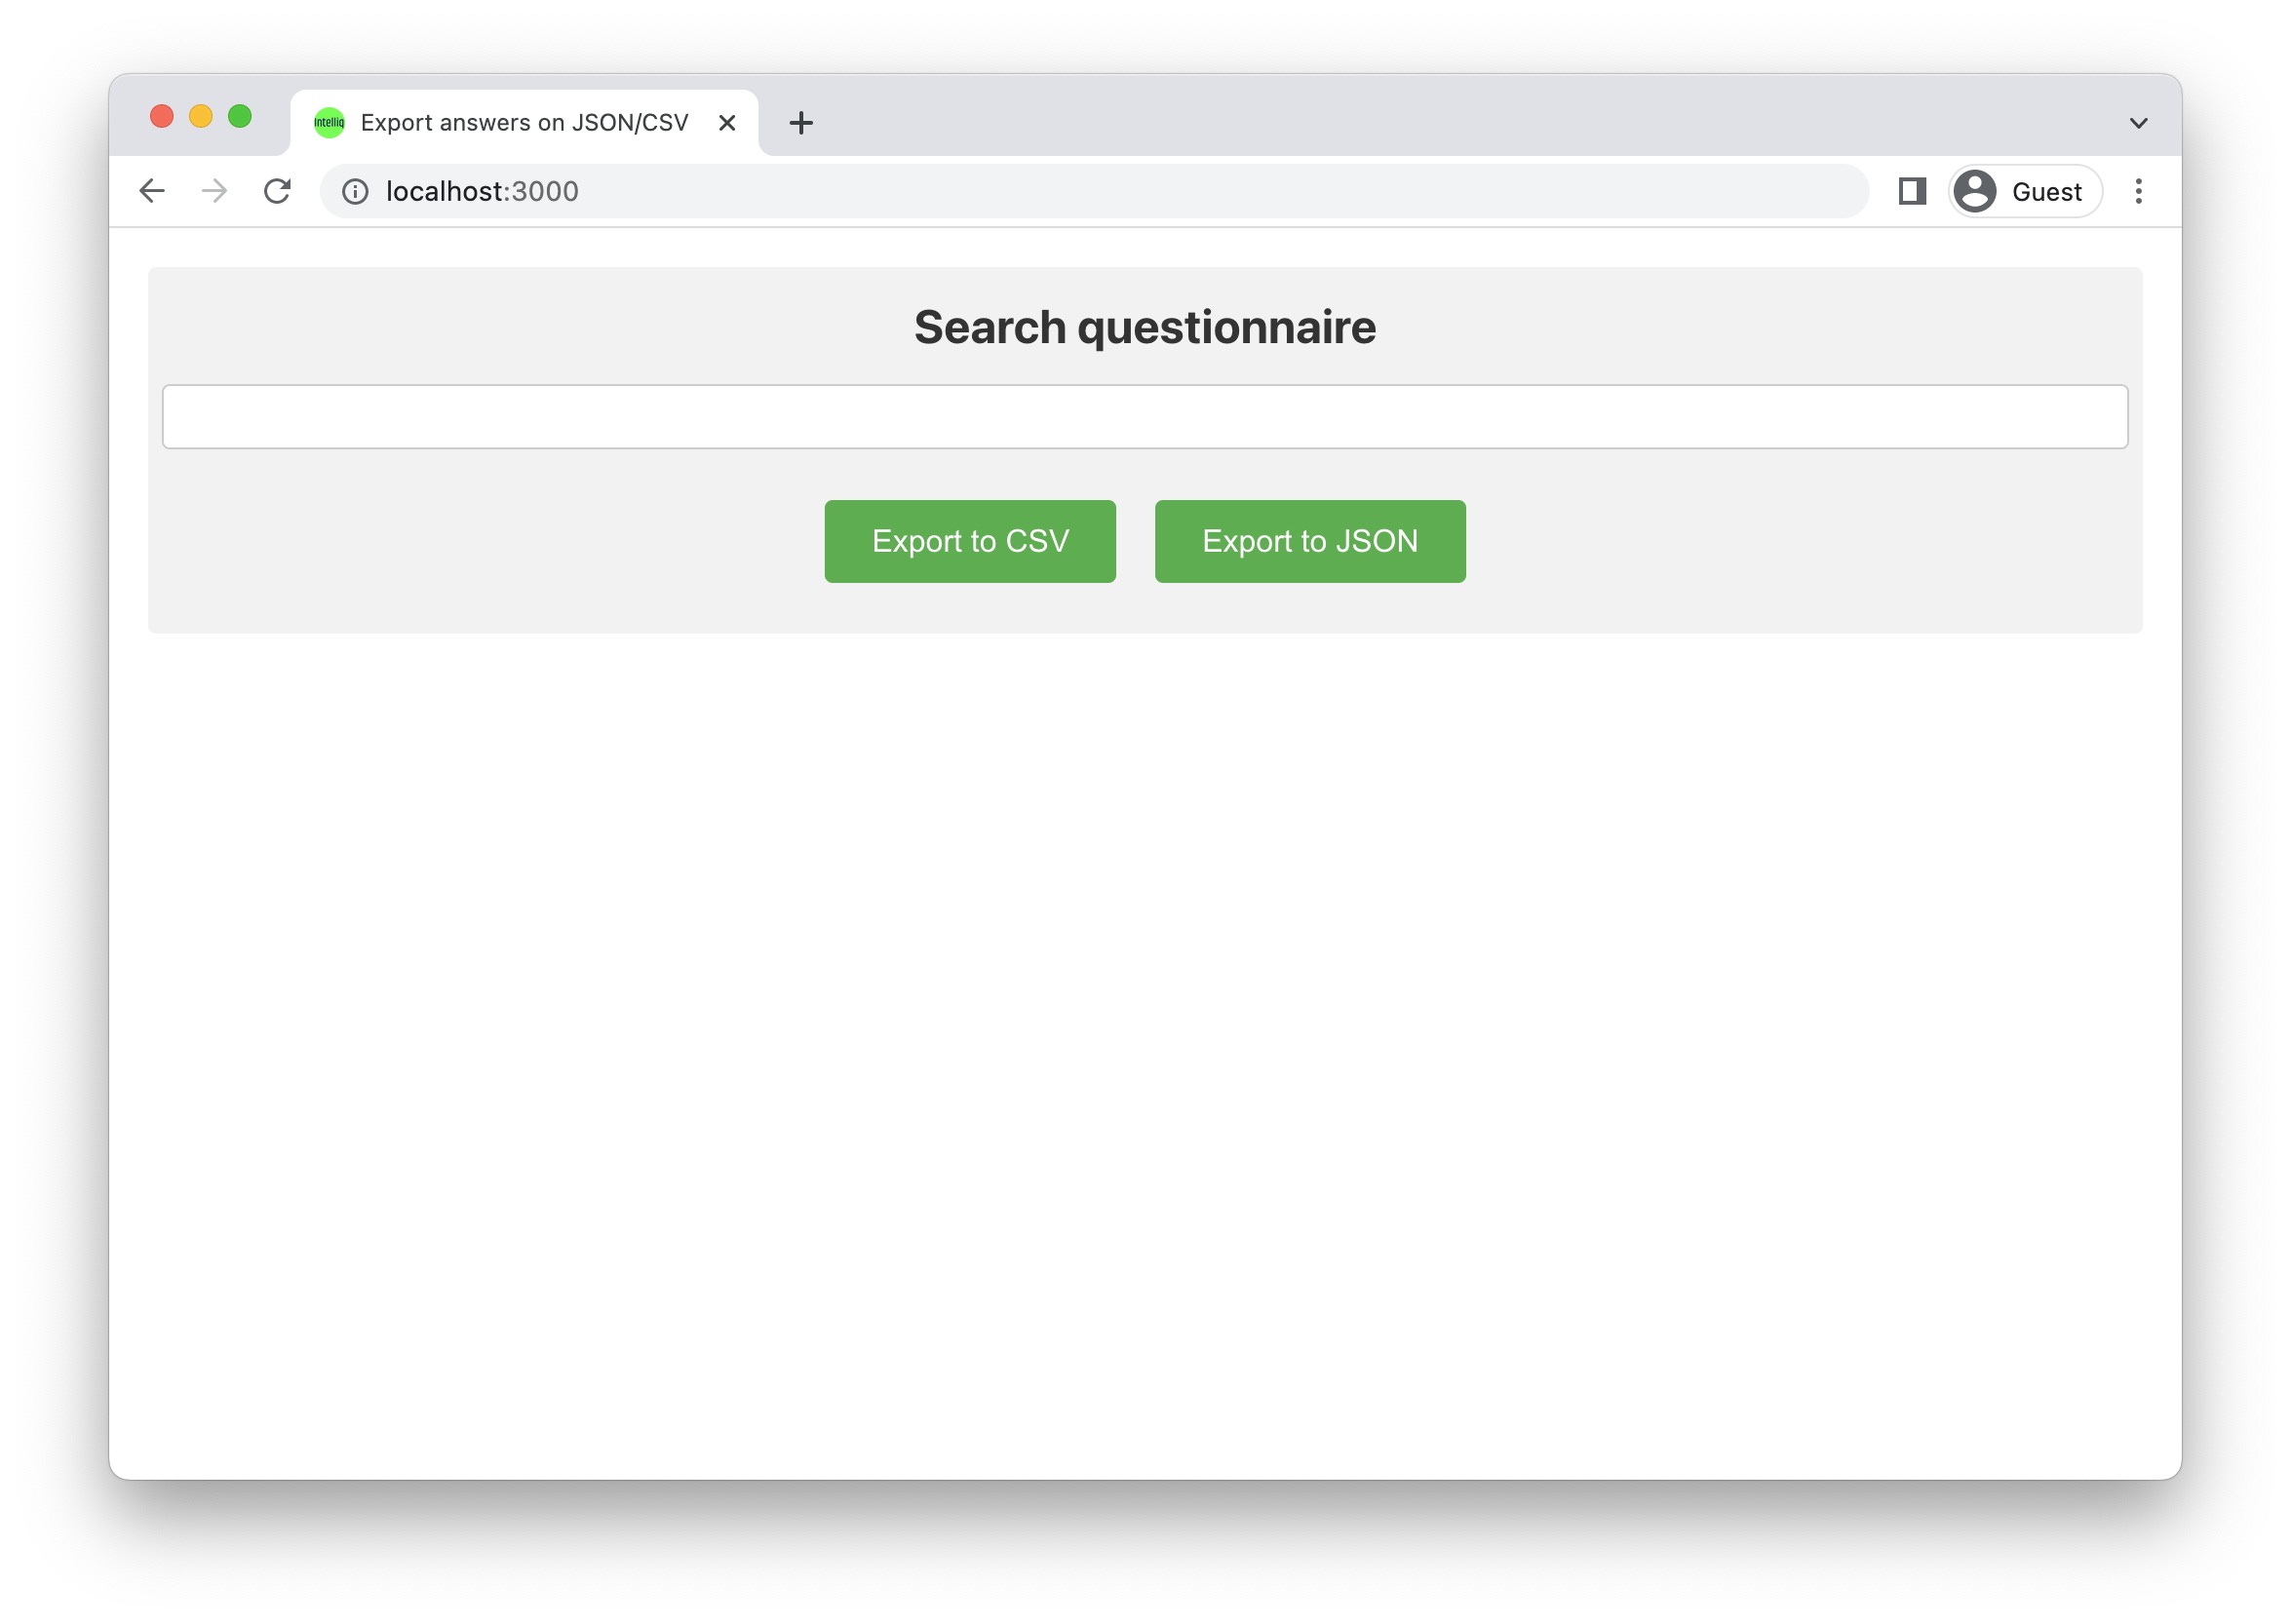 Intelliq
Export answers on JSON/CSV
localhost:3000
Guest
Search questionnaire
Export to CSV
Export to JSON